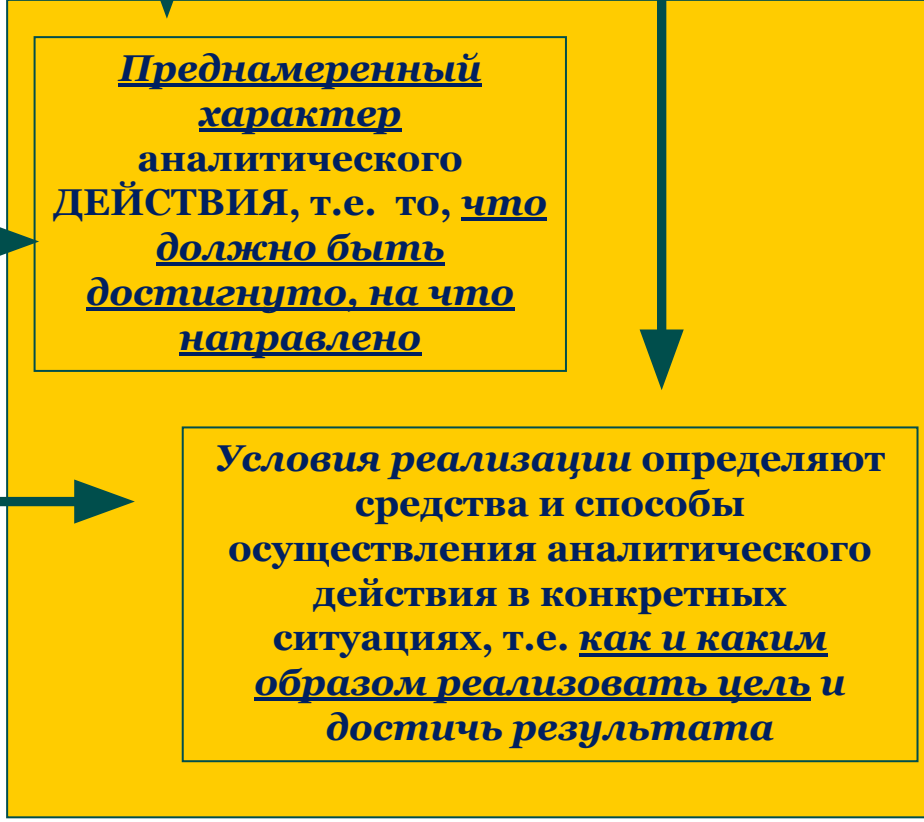 Преднамеренный
характер
аналитического
ДЕЙСТВИЯ, т.е. то, что
должно быть
достигнуто, на что
направлено
Условия реализации определяют
средства и способы
осуществления аналитического
действия в конкретных
ситуациях, т.е. как и каким
образом реализовать цель и
достичь результата